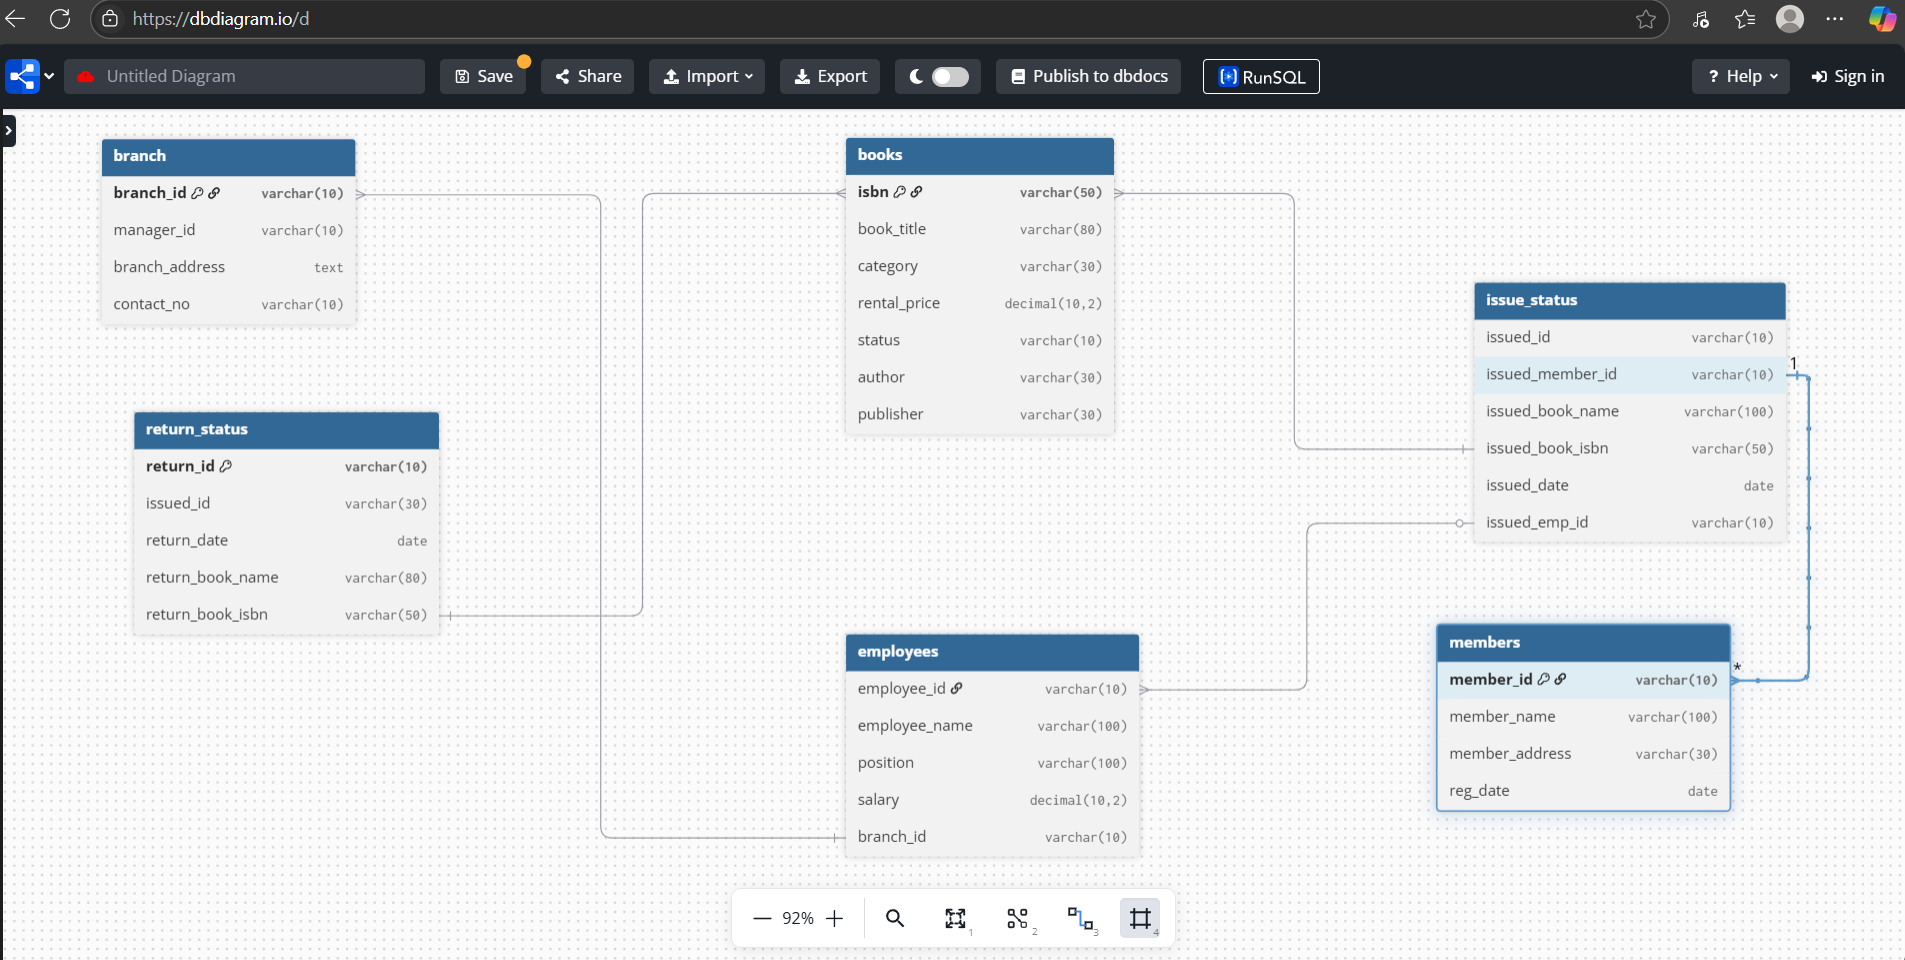 https://dbdiagram.io/d
Untitled Diagram
Save
Share
Import
Export
Publish to dbdocs
RunSQL
? Help
Sign in
branch
branch_id varchar(10)
manager_id varchar(10)
branch_address text
contact_no varchar(10)
books
isbn varchar(50)
book_title varchar(80)
category varchar(30)
rental_price decimal(10,2)
status varchar(10)
author varchar(30)
publisher varchar(30)
issue_status
issued_id varchar(10)
1
issued_member_id varchar(10)
issued_book_name varchar(100)
issued_book_isbn varchar(50)
issued_date date
issued_emp_id varchar(10)
return_status
return_id varchar(10)
issued_id varchar(30)
return_date date
return_book_name varchar(80)
return_book_isbn varchar(50)
employees
employee_id varchar(10)
employee_name varchar(100)
position varchar(100)
salary decimal(10,2)
branch_id varchar(10)
members
*
member_id varchar(10)
member_name varchar(100)
member_address varchar(30)
reg_date date
92%
1
2
3
4